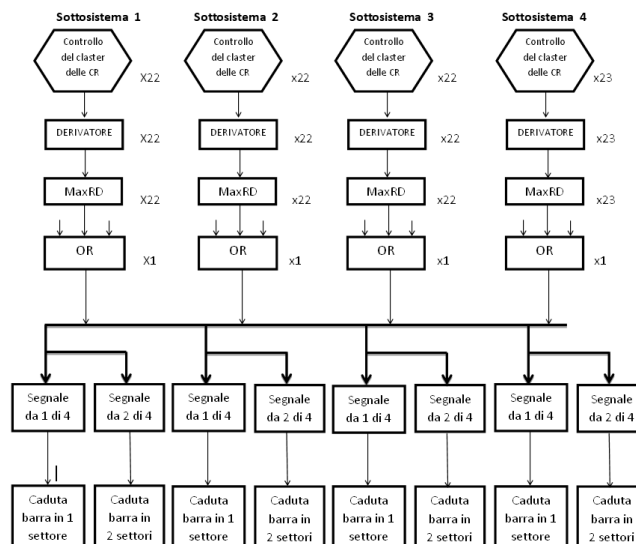 Sottosistema 1 Sottosistema 2 Sottosistema 3 Sottosistema 4
Controllo
del claster
delle CR
X22
Controllo
del claster
delle CR
x22
Controllo
del claster
delle CR
x22
Controllo
del claster
delle CR
x23
DERIVATORE X22 DERIVATORE x22 DERIVATORE x22 DERIVATORE x23
MaxRD X22 MaxRD x22 MaxRD x22 MaxRD x23
OR X1 OR x1 OR x1 OR x1
Segnale
da 1 di 4
Segnale
da 2 di 4
Segnale
da 1 di 4
Segnale
da 2 di 4
Segnale
da 1 di 4
Segnale
da 2 di 4
Segnale
da 1 di 4
Segnale
da 2 di 4
Caduta
barra in 1
settore
Caduta
barra in
2 settori
Caduta
barra in 1
settore
Caduta
barra in
2 settori
Caduta
barra in 1
settore
Caduta
barra in
2 settori
Caduta
barra in 1
settore
Caduta
barra in
2 settori